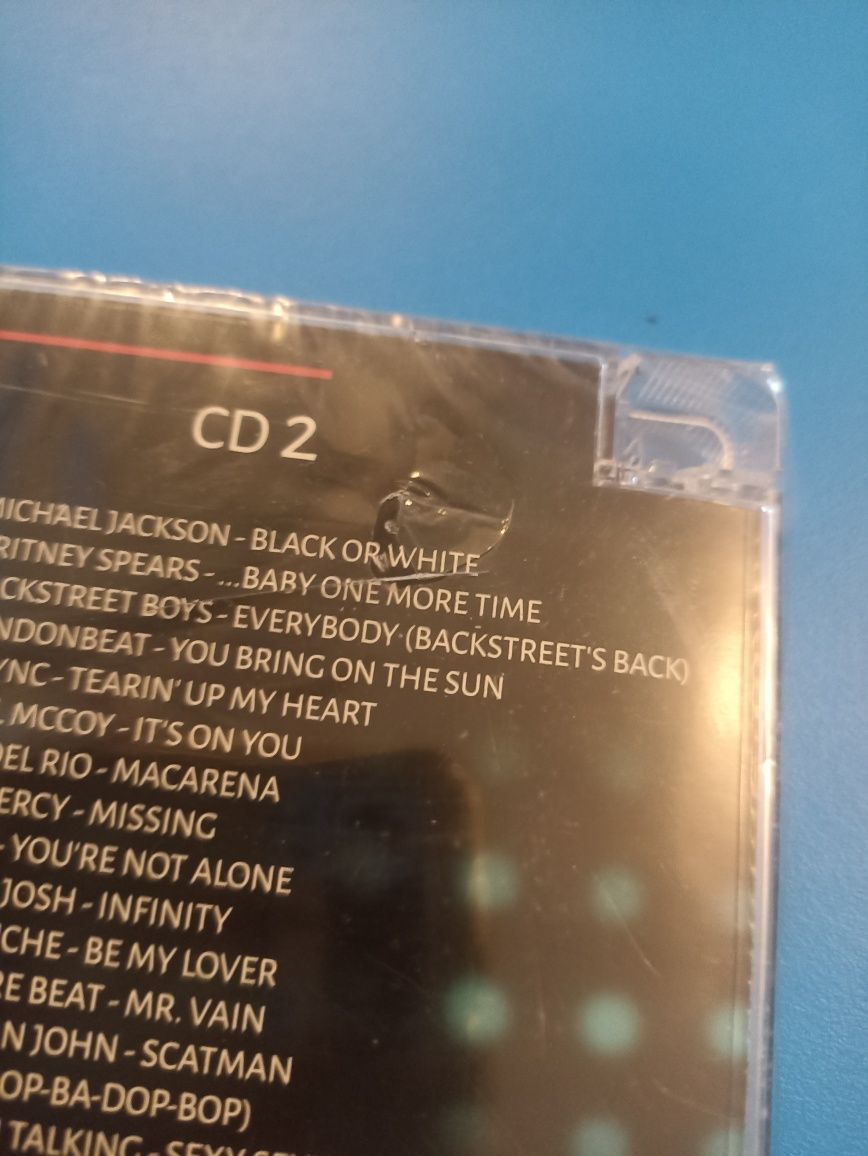 CD 2
MICHAEL JACKSON - BLACK OR WHITE
RITNEY SPEARS - ...BABY ONE MORE TIME
CKSTREET BOYS - EVERYBODY (BACKSTREET'S BACK)
NDONBEAT - YOU BRING ON THE SUN
YNC - TEARIN' UP MY HEART
MCCOY - IT'S ON YOU
DEL RIO - MACARENA
ERCY - MISSING
- YOU'RE NOT ALONE
JOSH - INFINITY
CHE - BE MY LOVER
RE BEAT - MR. VAIN
N JOHN - SCATMAN
OP-BA-DOP-BOP)
TALKING - SEXY